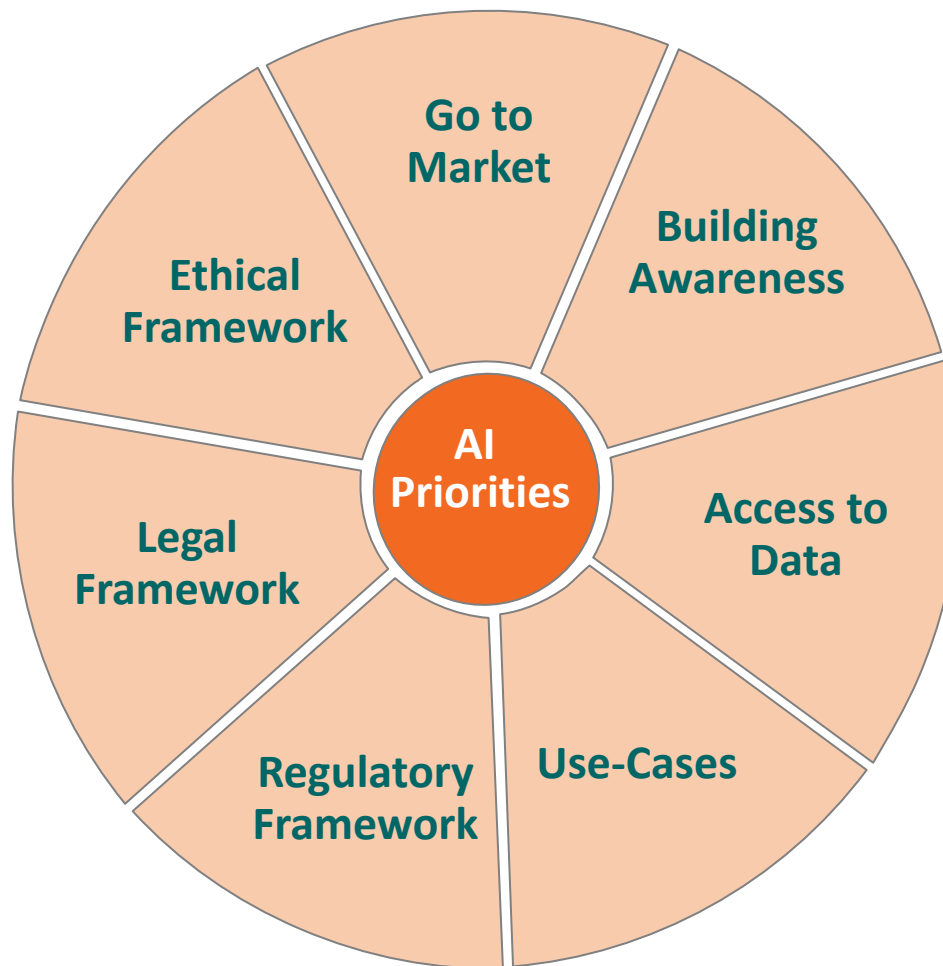 Go to
Market
Building
Awareness
Ethical
Framework
AI
Priorities
Access to
Data
Legal
Framework
Use-Cases
Regulatory
Framework